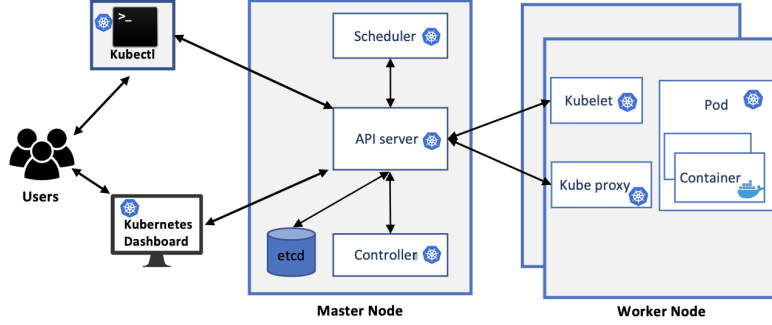 >_
Kubectl
Users
Kubernetes
Dashboard
Scheduler
API server
etcd
Controller
Master Node
Kubelet
Kube proxy
Pod
Container
Worker Node